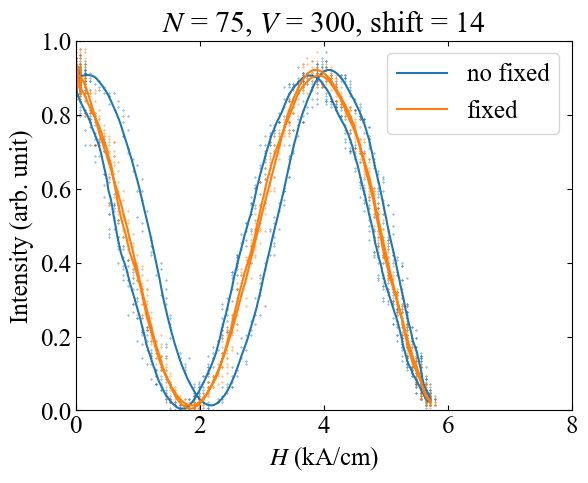 N = 75, V = 300, shift = 14
1.0
0.8
0.6
0.4
0.2
0.0
Intensity (arb. unit)
no fixed
fixed
0 2 4 6 8
H (kA/cm)